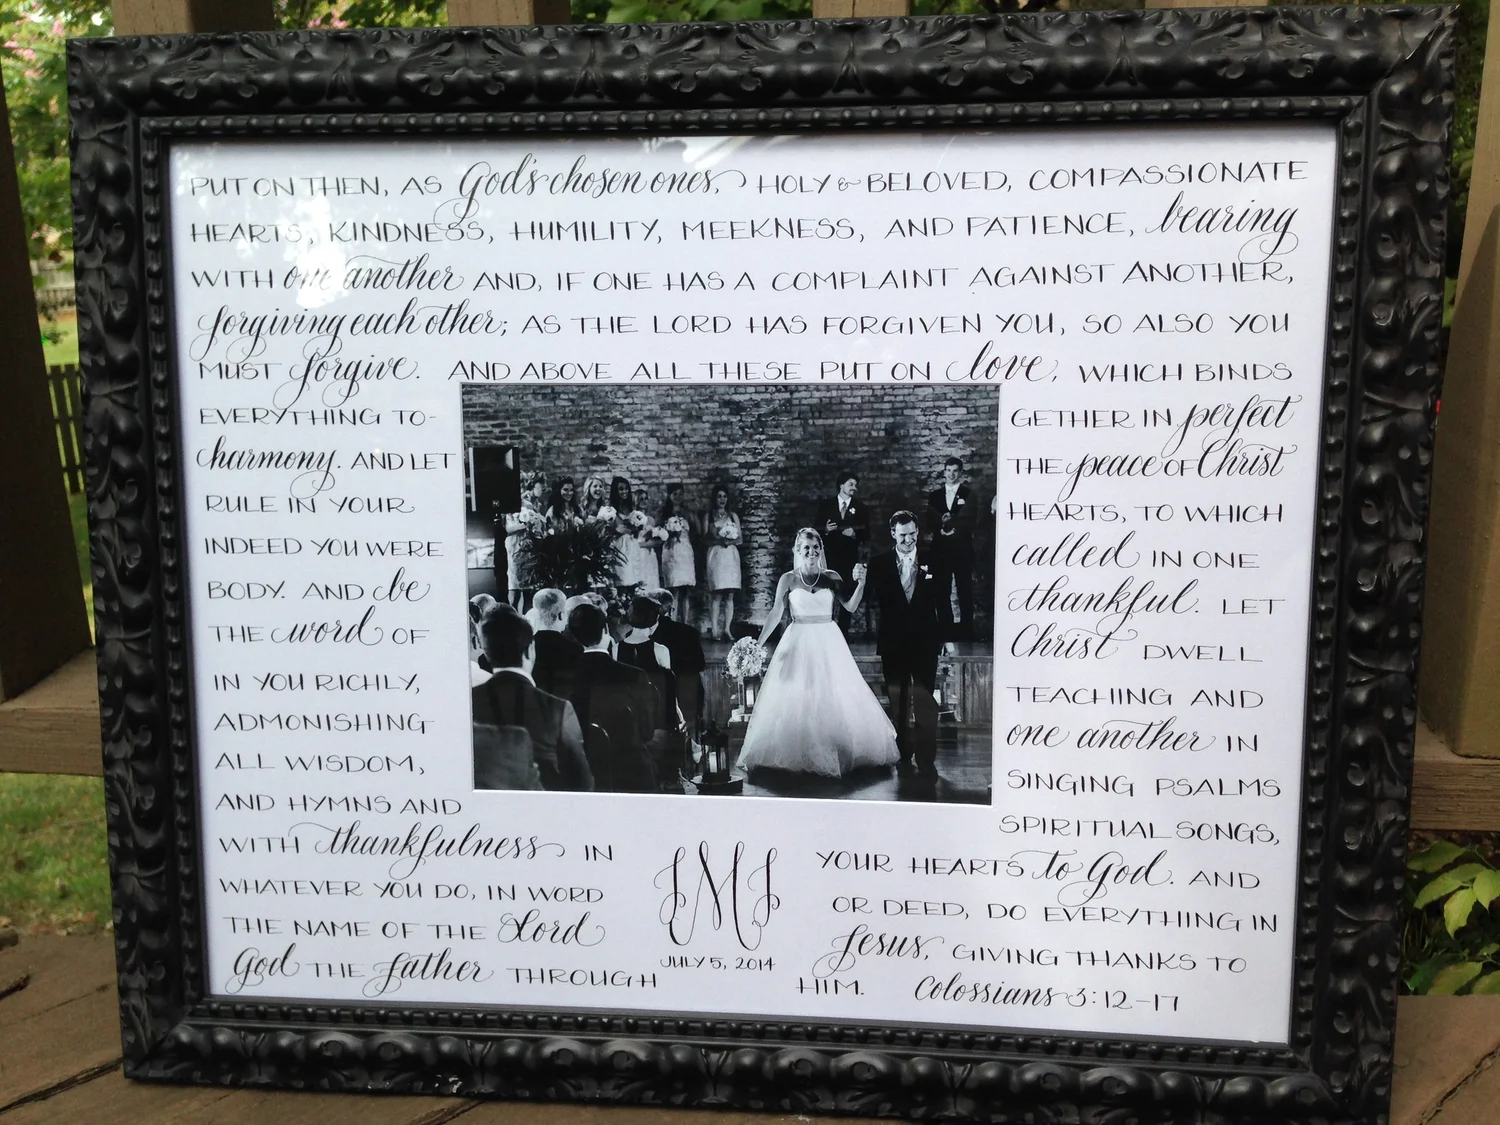 PUT ON THEN, AS God's chosen ones, HOLY & BELOVED, COMPASSIONATE
HEARTS, KINDNESS, HUMILITY, MEEKNESS, AND PATIENCE, bearing
WITH one another AND, IF ONE HAS A COMPLAINT AGAINST ANOTHER,
forgiving each other; AS THE LORD HAS FORGIVEN YOU, SO ALSO YOU
MUST forgive. AND ABOVE ALL THESE PUT ON love, WHICH BINDS
EVERYTHING TO- GETHER IN perfect
harmony. AND LET THE peace OF Christ
RULE IN YOUR HEARTS, TO WHICH
INDEED YOU WERE called IN ONE
BODY. AND be thankful. LET
THE word OF Christ DWELL
IN YOU RICHLY, TEACHING AND
ADMONISHING one another IN
ALL WISDOM, SINGING PSALMS
AND HYMNS AND SPIRITUAL SONGS,
WITH thankfulness IN YOUR HEARTS to God. AND
WHATEVER YOU DO, IN WORD OR DEED, DO EVERYTHING IN
THE NAME OF THE Lord Jesus, GIVING THANKS TO
God THE father THROUGH HIM. Colossians 3:12-17
JMJ
JULY 5, 2014